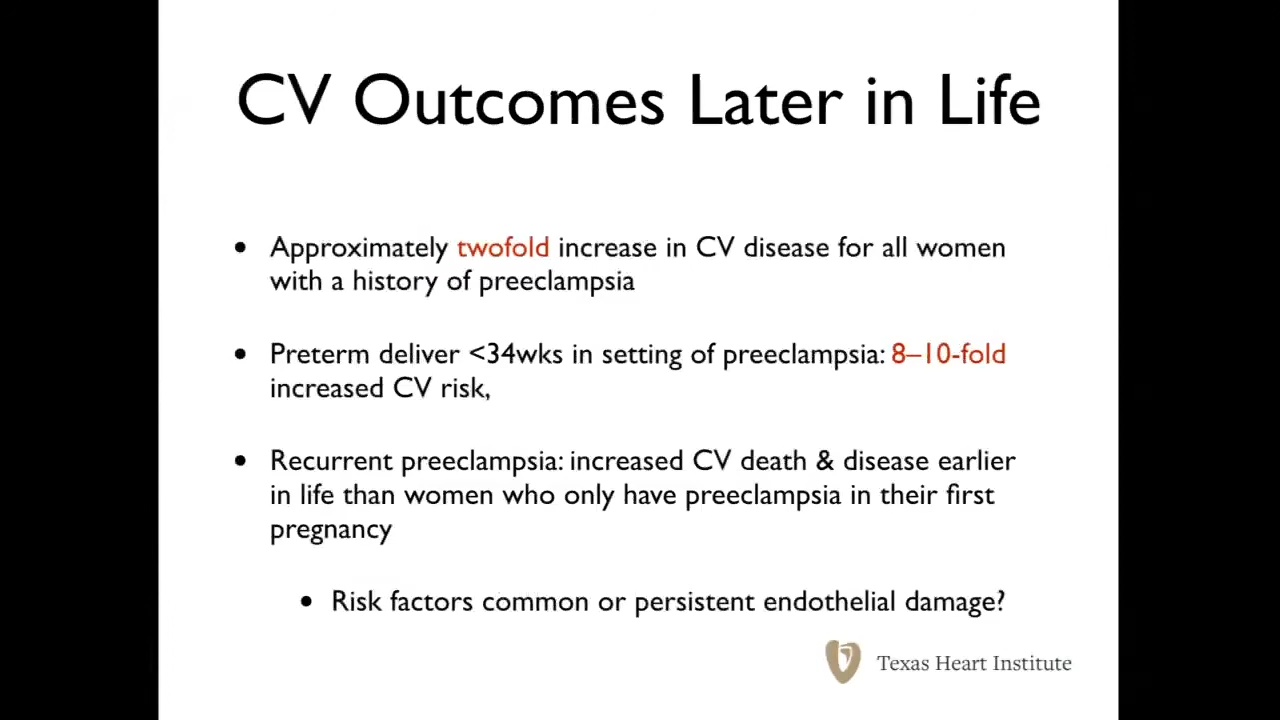 CV Outcomes Later in Life
• Approximately twofold increase in CV disease for all women
with a history of preeclampsia
• Preterm deliver <34wks in setting of preeclampsia: 8–10-fold
increased CV risk,
• Recurrent preeclampsia: increased CV death & disease earlier
in life than women who only have preeclampsia in their first
pregnancy
• Risk factors common or persistent endothelial damage?
Texas Heart Institute